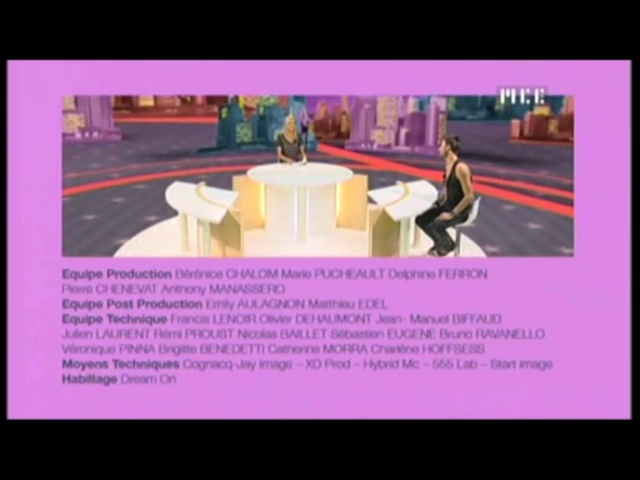 MCE
Equipe Production Bérénice CHALOM Marie PUCHEAULT Delphine FERRON
Pierre CHENEVAT Anthony MANASSERO
Equipe Post Production Emily AULAGNON Matthieu EDEL
Equipe Technique Francis LENOIR Olivier DEHAUMONT Jean- Manuel BIFFAUD
Julien LAURENT Rémi PROUST Nicolas BAILLET Sébastien EUGENE Bruno RAVANELLO
Véronique PINNA Brigitte BENEDETTI Catherine MORRA Charlène HOFFSESS
Moyens Techniques Cognacq-Jay Image – XD Prod – Hybrid Mc – 555 Lab – Start image
Habillage Dream On